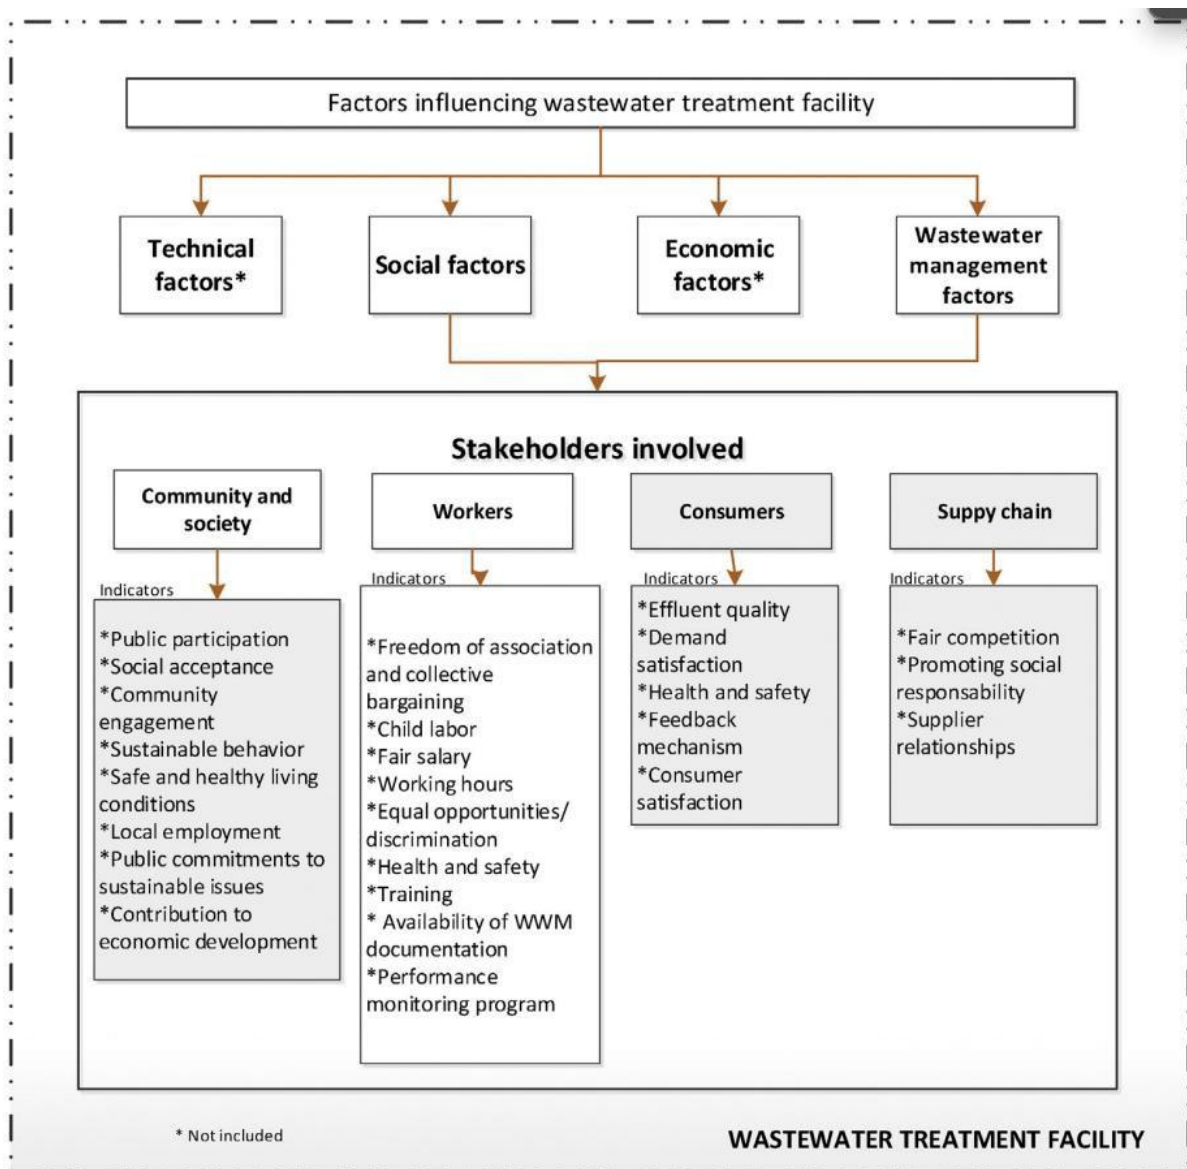 Factors influencing wastewater treatment facility
Technical
factors*
Social factors
Economic
factors*
Wastewater
management
factors
Stakeholders involved
Community and
society
Indicators
*Public participation
*Social acceptance
*Community
engagement
*Sustainable behavior
*Safe and healthy living
conditions
*Local employment
*Public commitments to
sustainable issues
*Contribution to
economic development
Workers
Indicators
*Freedom of association
and collective
bargaining
*Child labor
*Fair salary
*Working hours
*Equal opportunities/
discrimination
*Health and safety
*Training
* Availability of WWM
documentation
*Performance
monitoring program
Consumers
Indicators
*Effluent quality
*Demand
satisfaction
*Health and safety
*Feedback
mechanism
*Consumer
satisfaction
Suppy chain
Indicators
*Fair competition
*Promoting social
responsability
*Supplier
relationships
* Not included
WASTEWATER TREATMENT FACILITY